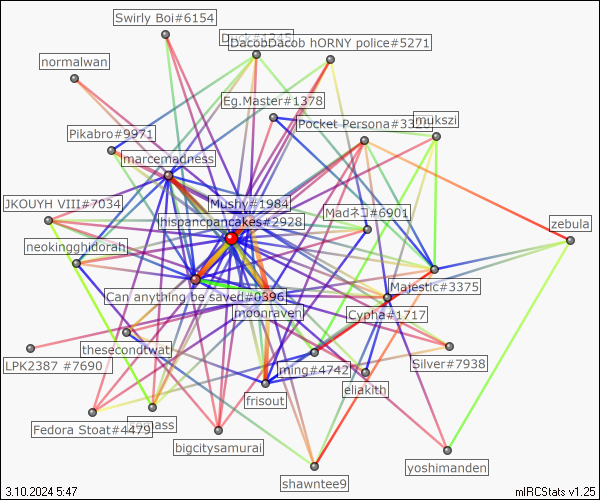 Swirly Boi#6154
DacobDacob hORNY police#5271
normalwan
Eg.Master#1378
Pocket Persona#33
mukszi
Pikabro#9971
marcemadness
JKOUYH VIII#7034
Mushy#1984
Madネコ#6901
hispancpancakes#2928
zebula
neokingghidorah
Can anything be saved#0396
Majestic#3375
moonraven
Cypha#1717
thesecondtwat
LPK2387 #7690
ming#4742
Silver#7938
eliakith
frisout
Fedora Stoat#4479
bigcitysamurai
yoshimanden
shawntee9
3.10.2024 5:47
mIRCStats v1.25